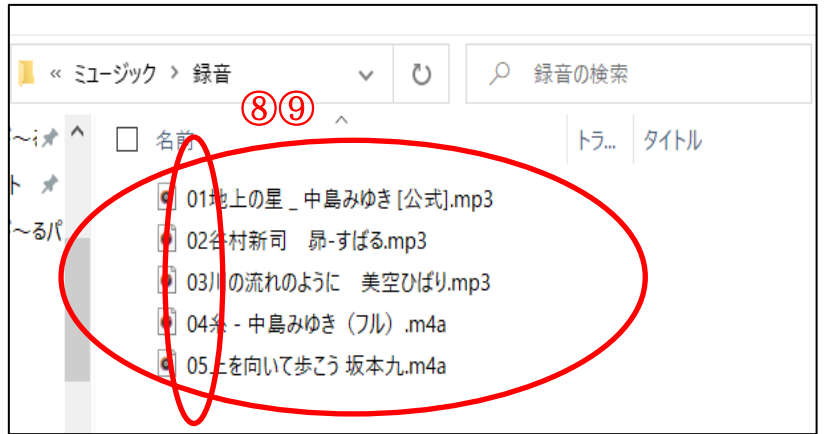 « ミュージック › 録音
録音の検索
⑧⑨
名前
トラ... タイトル
ト
～るパ
01地上の星 _ 中島みゆき [公式].mp3
02谷村新司　昴-すばる.mp3
03川の流れのように　美空ひばり.mp3
04糸 - 中島みゆき（フル）.m4a
05上を向いて歩こう 坂本九.m4a